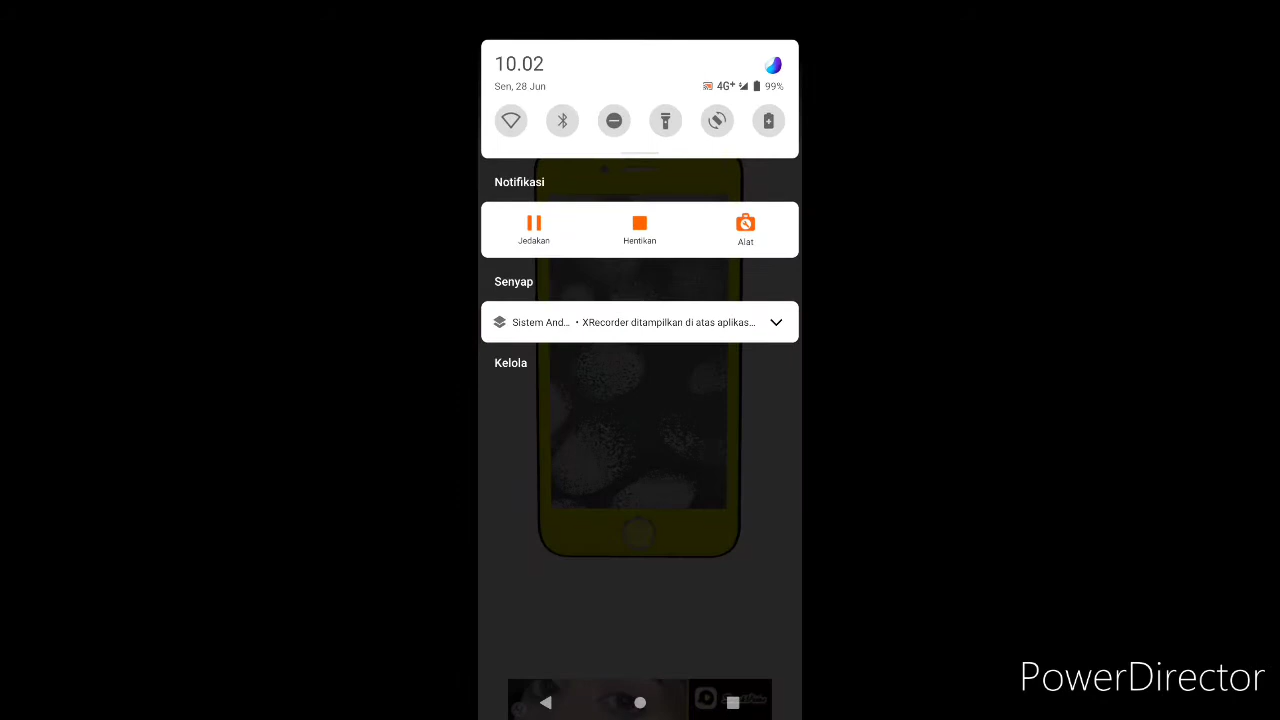 10.02
Sen, 28 Jun
4G+ 99%
Notifikasi
Jedakan Hentikan Alat
Senyap
Sistem And... • XRecorder ditampilkan di atas aplikas...
Kelola
PowerDirector